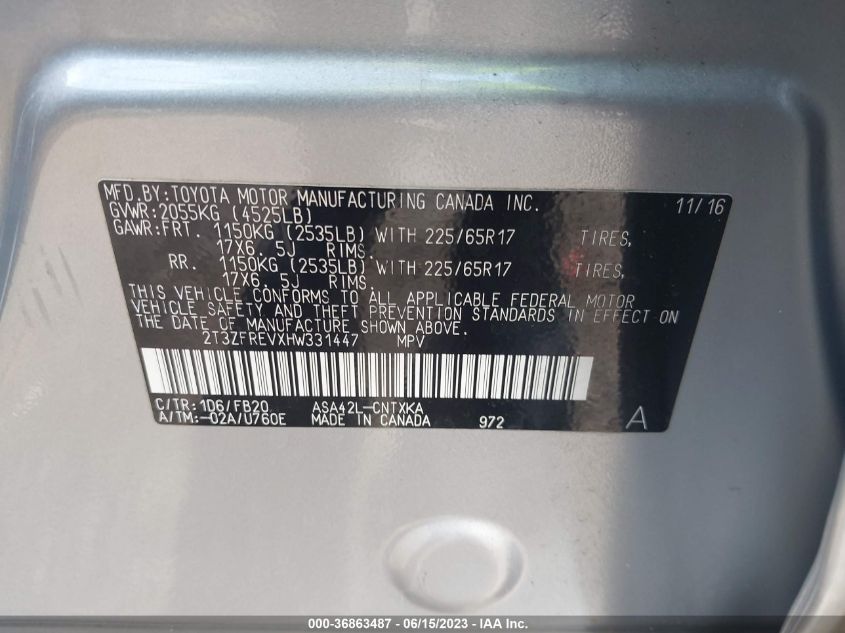 MFD.BY:TOYOTA MOTOR MANUFACTURING CANADA INC. 11/16
GVWR:2055KG (4525LB)
GAWR:FRT. 1150KG (2535LB) WITH 225/65R17 TIRES,
17X6.5J RIMS.
RR. 1150KG (2535LB) WITH 225/65R17 TIRES,
17X6.5J RIMS.
THIS VEHICLE CONFORMS TO ALL APPLICABLE FEDERAL MOTOR
VEHICLE SAFETY AND THEFT PREVENTION STANDARDS IN EFFECT ON
THE DATE OF MANUFACTURE SHOWN ABOVE.
2T3ZFREVXHW331447 MPV
C/TR:1D6/FB20 ASA42L-CNTXKA
A/TM:-02A/U760E MADE IN CANADA 972 A
000-36863487 - 06/15/2023 - IAA Inc.